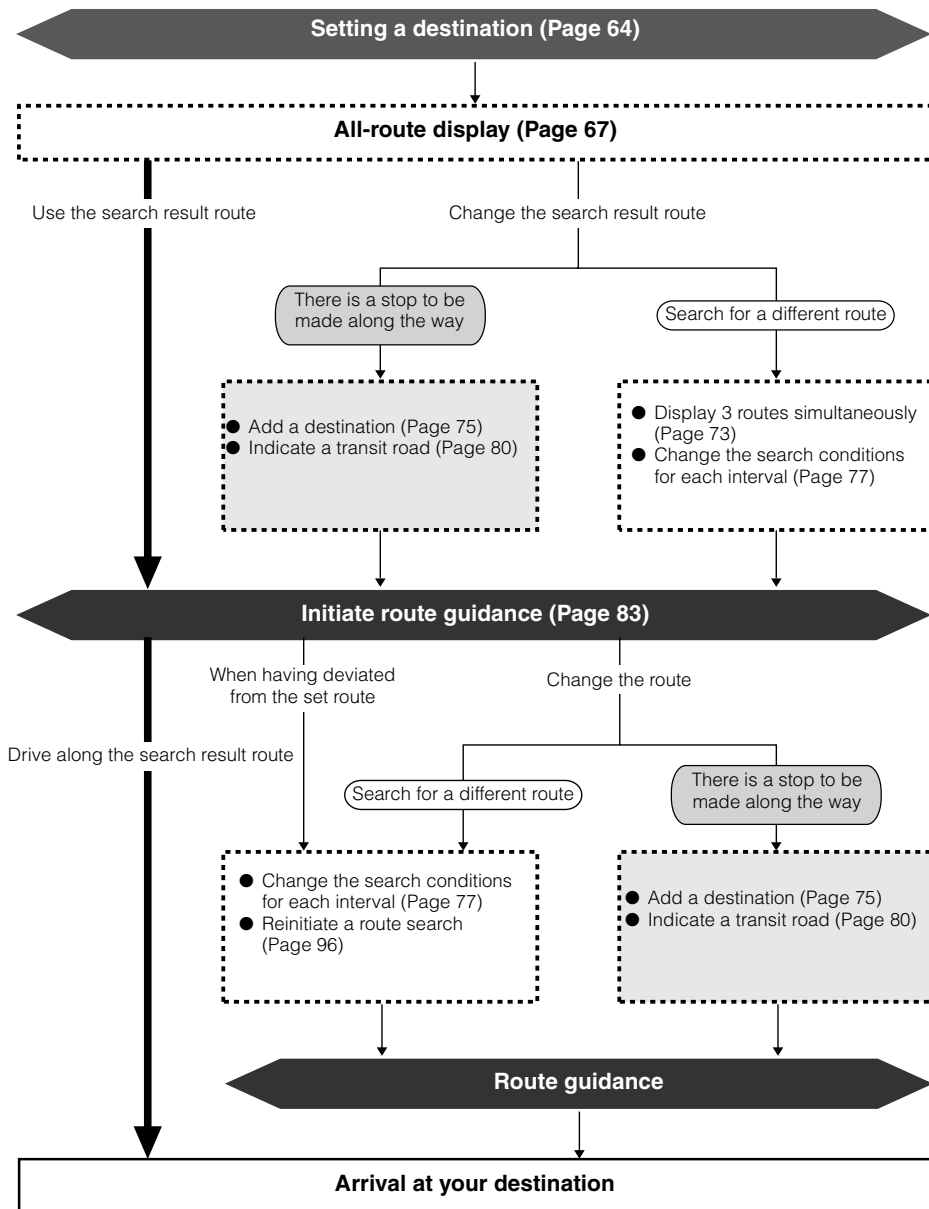 Setting a destination (Page 64)
All-route display (Page 67)
Use the search result route
Change the search result route
There is a stop to be
made along the way
Search for a different route
● Add a destination (Page 75)
● Indicate a transit road (Page 80)
● Display 3 routes simultaneously
(Page 73)
● Change the search conditions
for each interval (Page 77)
Initiate route guidance (Page 83)
When having deviated
from the set route
Change the route
Drive along the search result route
Search for a different route
There is a stop to be
made along the way
● Change the search conditions
for each interval (Page 77)
● Reinitiate a route search
(Page 96)
● Add a destination (Page 75)
● Indicate a transit road (Page 80)
Route guidance
Arrival at your destination